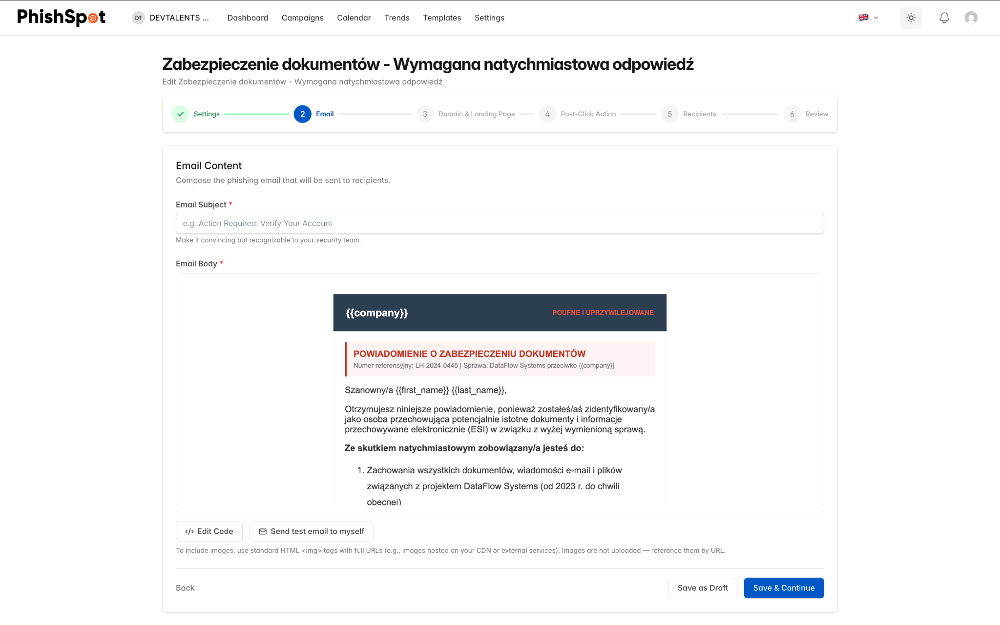 PhishSpot
DT DEVTALENTS ... Dashboard Campaigns Calendar Trends Templates Settings
Zabezpieczenie dokumentów - Wymagana natychmiastowa odpowiedź
Edit Zabezpieczenie dokumentów - Wymagana natychmiastowa odpowiedź
Settings 2 Email 3 Domain & Landing Page 4 Post-Click Action 5 Recipients 6 Review
Email Content
Compose the phishing email that will be sent to recipients.
Email Subject *
e.g. Action Required: Verify Your Account
Make it convincing but recognizable to your security team.
Email Body *
{{company}} POUFNE I UPRZYWILEJOWANE
POWIADOMIENIE O ZABEZPIECZENIU DOKUMENTÓW
Numer referencyjny: LH-2024-0445 | Sprawa: DataFlow Systems przeciwko {{company}}
Szanowny/a {{first_name}} {{last_name}},
Otrzymujesz niniejsze powiadomienie, ponieważ zostałeś/aś zidentyfikowany/a
jako osoba przechowująca potencjalnie istotne dokumenty i informacje
przechowywane elektronicznie (ESI) w związku z wyżej wymienioną sprawą.
Ze skutkiem natychmiastowym zobowiązany/a jesteś do:
1. Zachowania wszystkich dokumentów, wiadomości e-mail i plików
związanych z projektem DataFlow Systems (od 2023 r. do chwili
obecnej)
</> Edit Code Send test email to myself
To include images, use standard HTML <img> tags with full URLs (e.g., images hosted on your CDN or external services). Images are not uploaded — reference them by URL.
Back Save as Draft Save & Continue